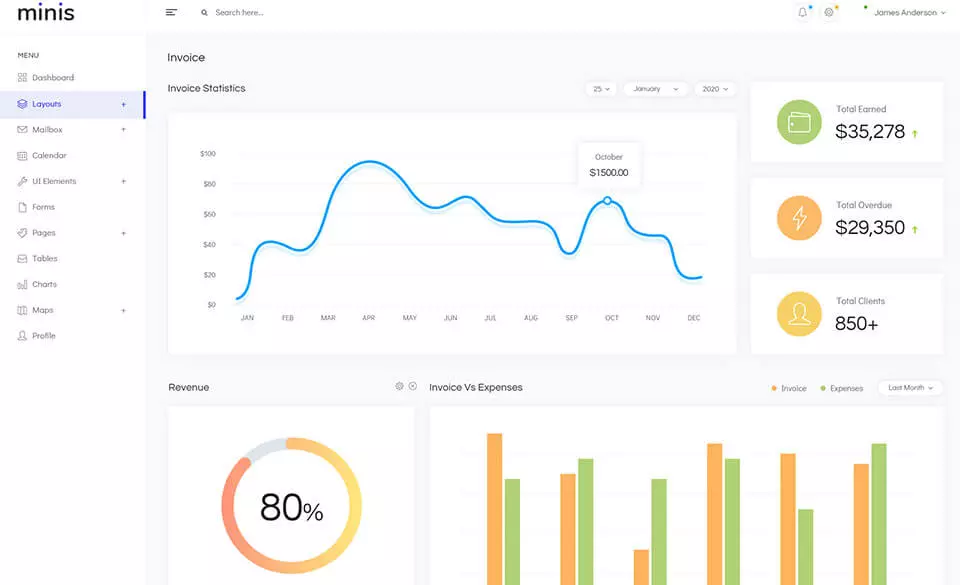 minis
Search here...
James Anderson
MENU
Dashboard
Layouts +
Mailbox +
Calendar
UI Elements +
Forms
Pages +
Tables
Charts
Maps +
Profile
Invoice
Invoice Statistics
25
January
2020
$100
$80
$60
$40
$20
$0
JAN FEB MAR APR MAY JUN JUL AUG SEP OCT NOV DEC
October
$1500.00
Total Earned
$35,278
Total Overdue
$29,350
Total Clients
850+
Revenue
80%
Invoice Vs Expenses
Invoice
Expenses
Last Month